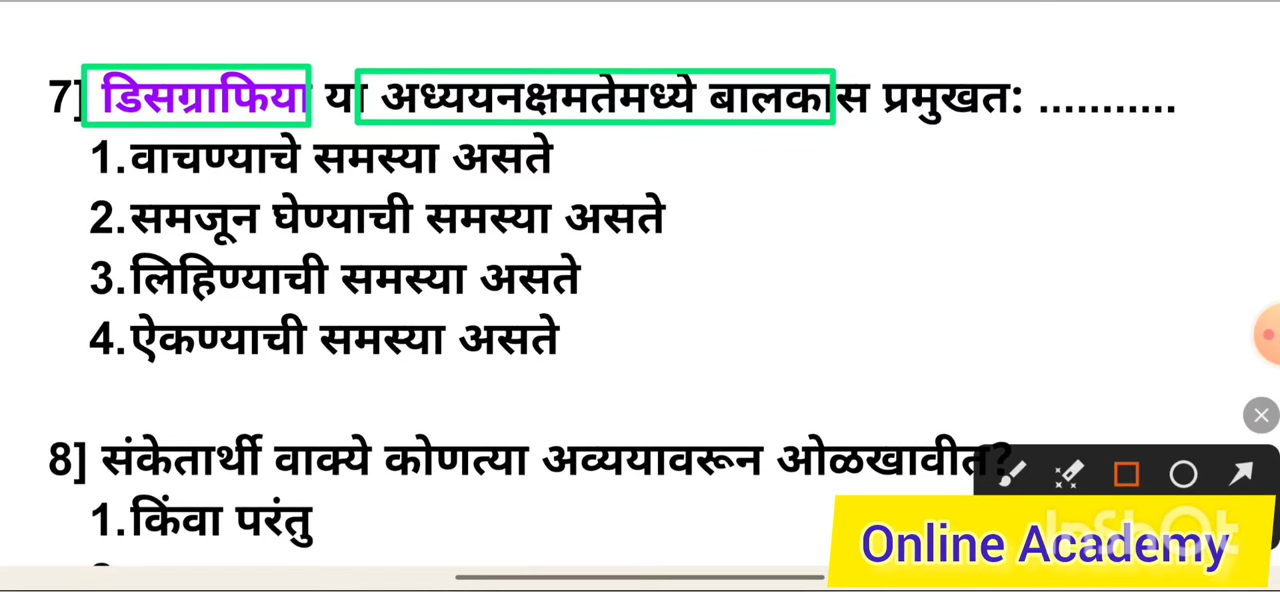 7] डिसग्राफिया या अध्ययनक्षमतेमध्ये बालकास प्रमुखत: ...........
1.वाचण्याचे समस्या असते
2.समजून घेण्याची समस्या असते
3.लिहिण्याची समस्या असते
4.ऐकण्याची समस्या असते
8] संकेतार्थी वाक्ये कोणत्या अव्ययावरून ओळखावीत?
1.किंवा परंतु
InShOt
Online Academy